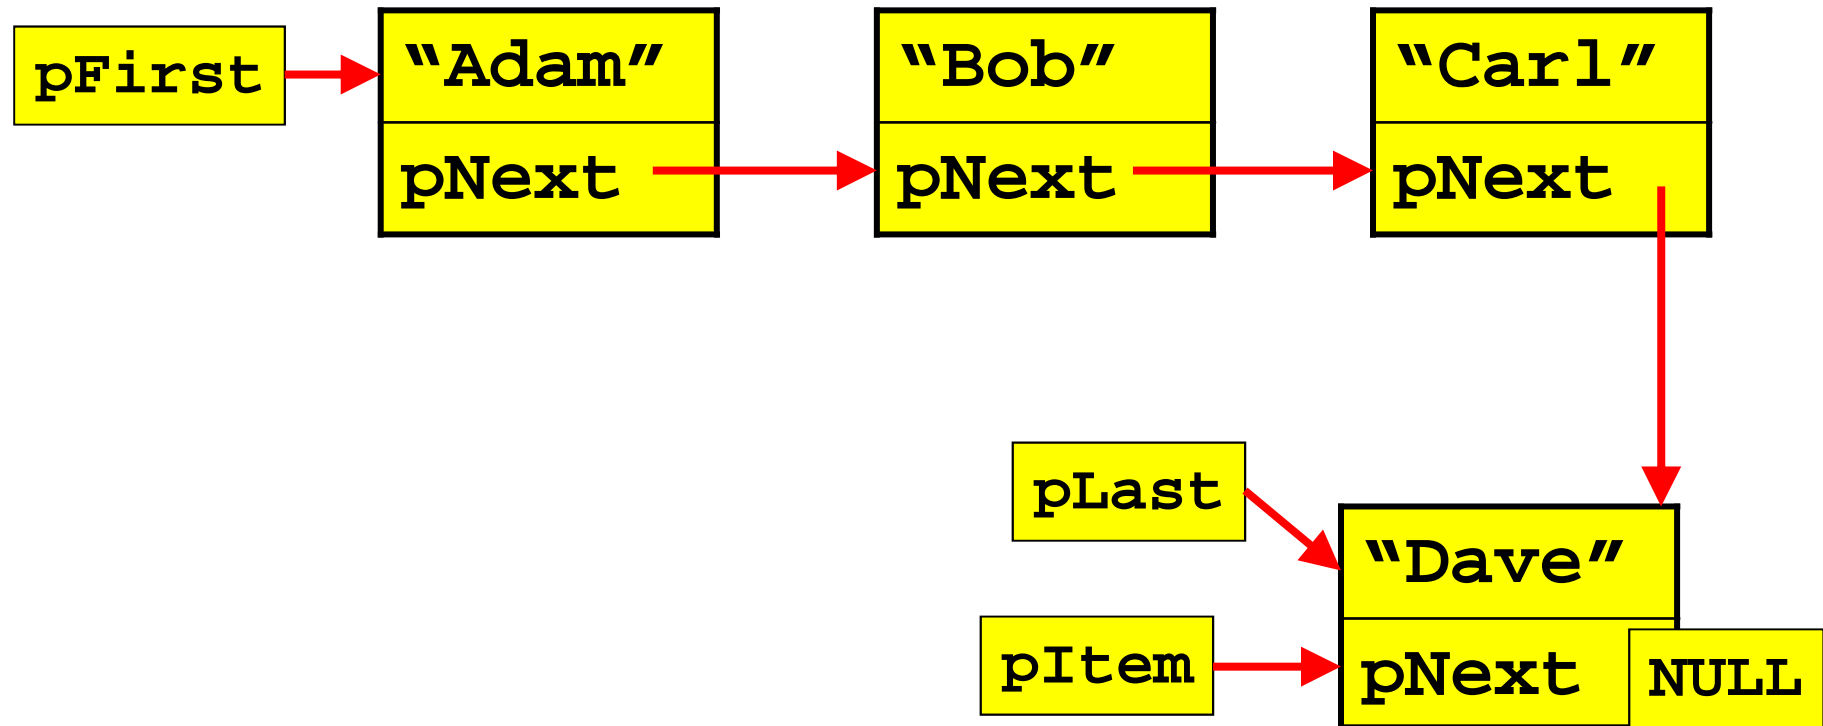 pFirst
“Adam”
pNext
“Bob”
pNext
“Carl”
pNext
pLast
pItem
“Dave”
pNext
NULL